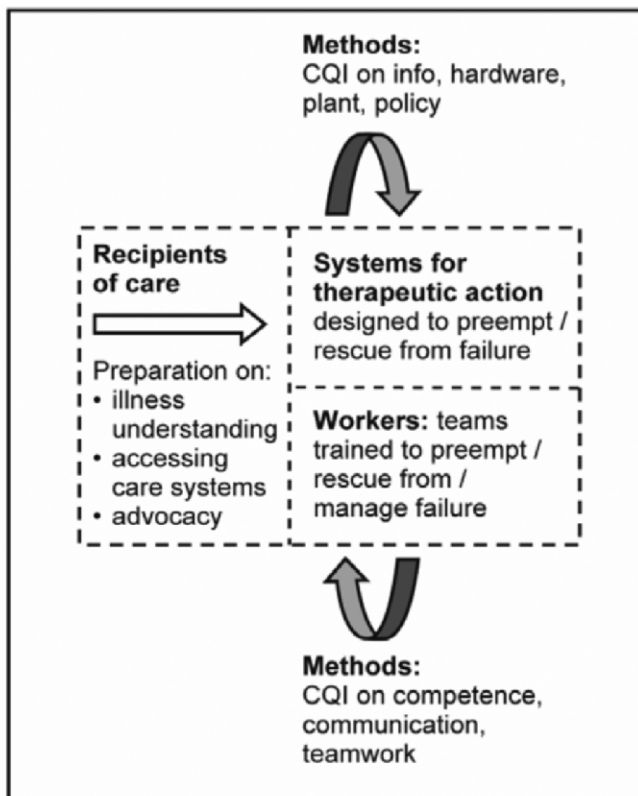 Methods:
CQI on info, hardware,
plant, policy
Recipients
of care
Preparation on:
• illness
understanding
• accessing
care systems
• advocacy
Systems for
therapeutic action
designed to preempt /
rescue from failure
Workers: teams
trained to preempt /
rescue from /
manage failure
Methods:
CQI on competence,
communication,
teamwork